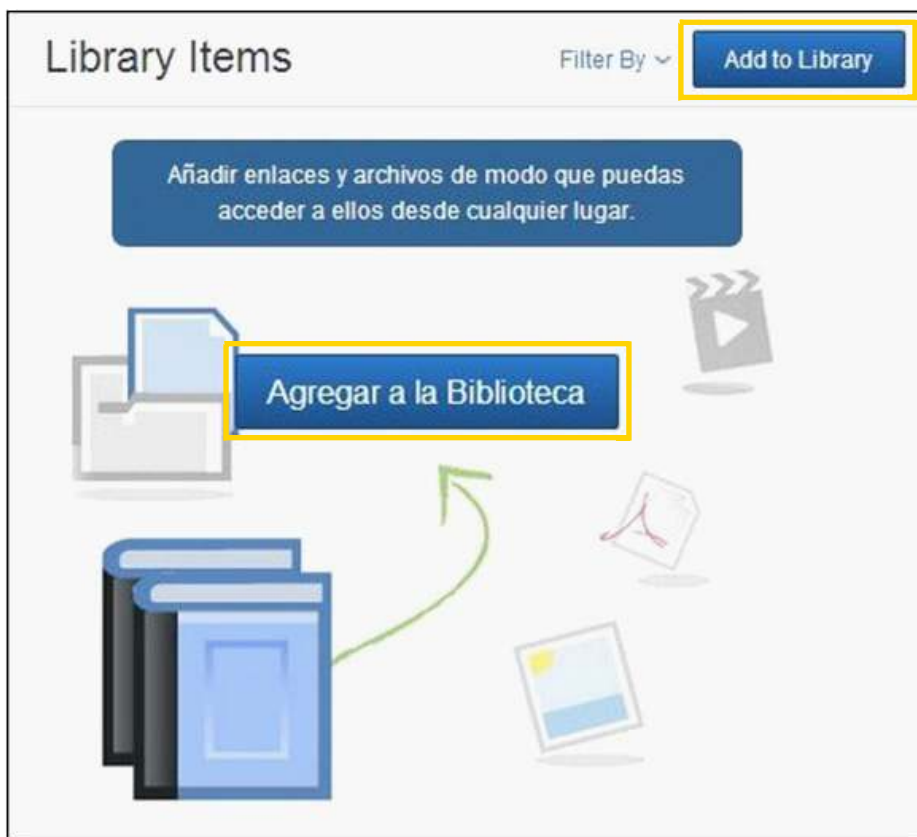 Library Items
Filter By
Add to Library
Añadir enlaces y archivos de modo que puedas
acceder a ellos desde cualquier lugar.
Agregar a la Biblioteca